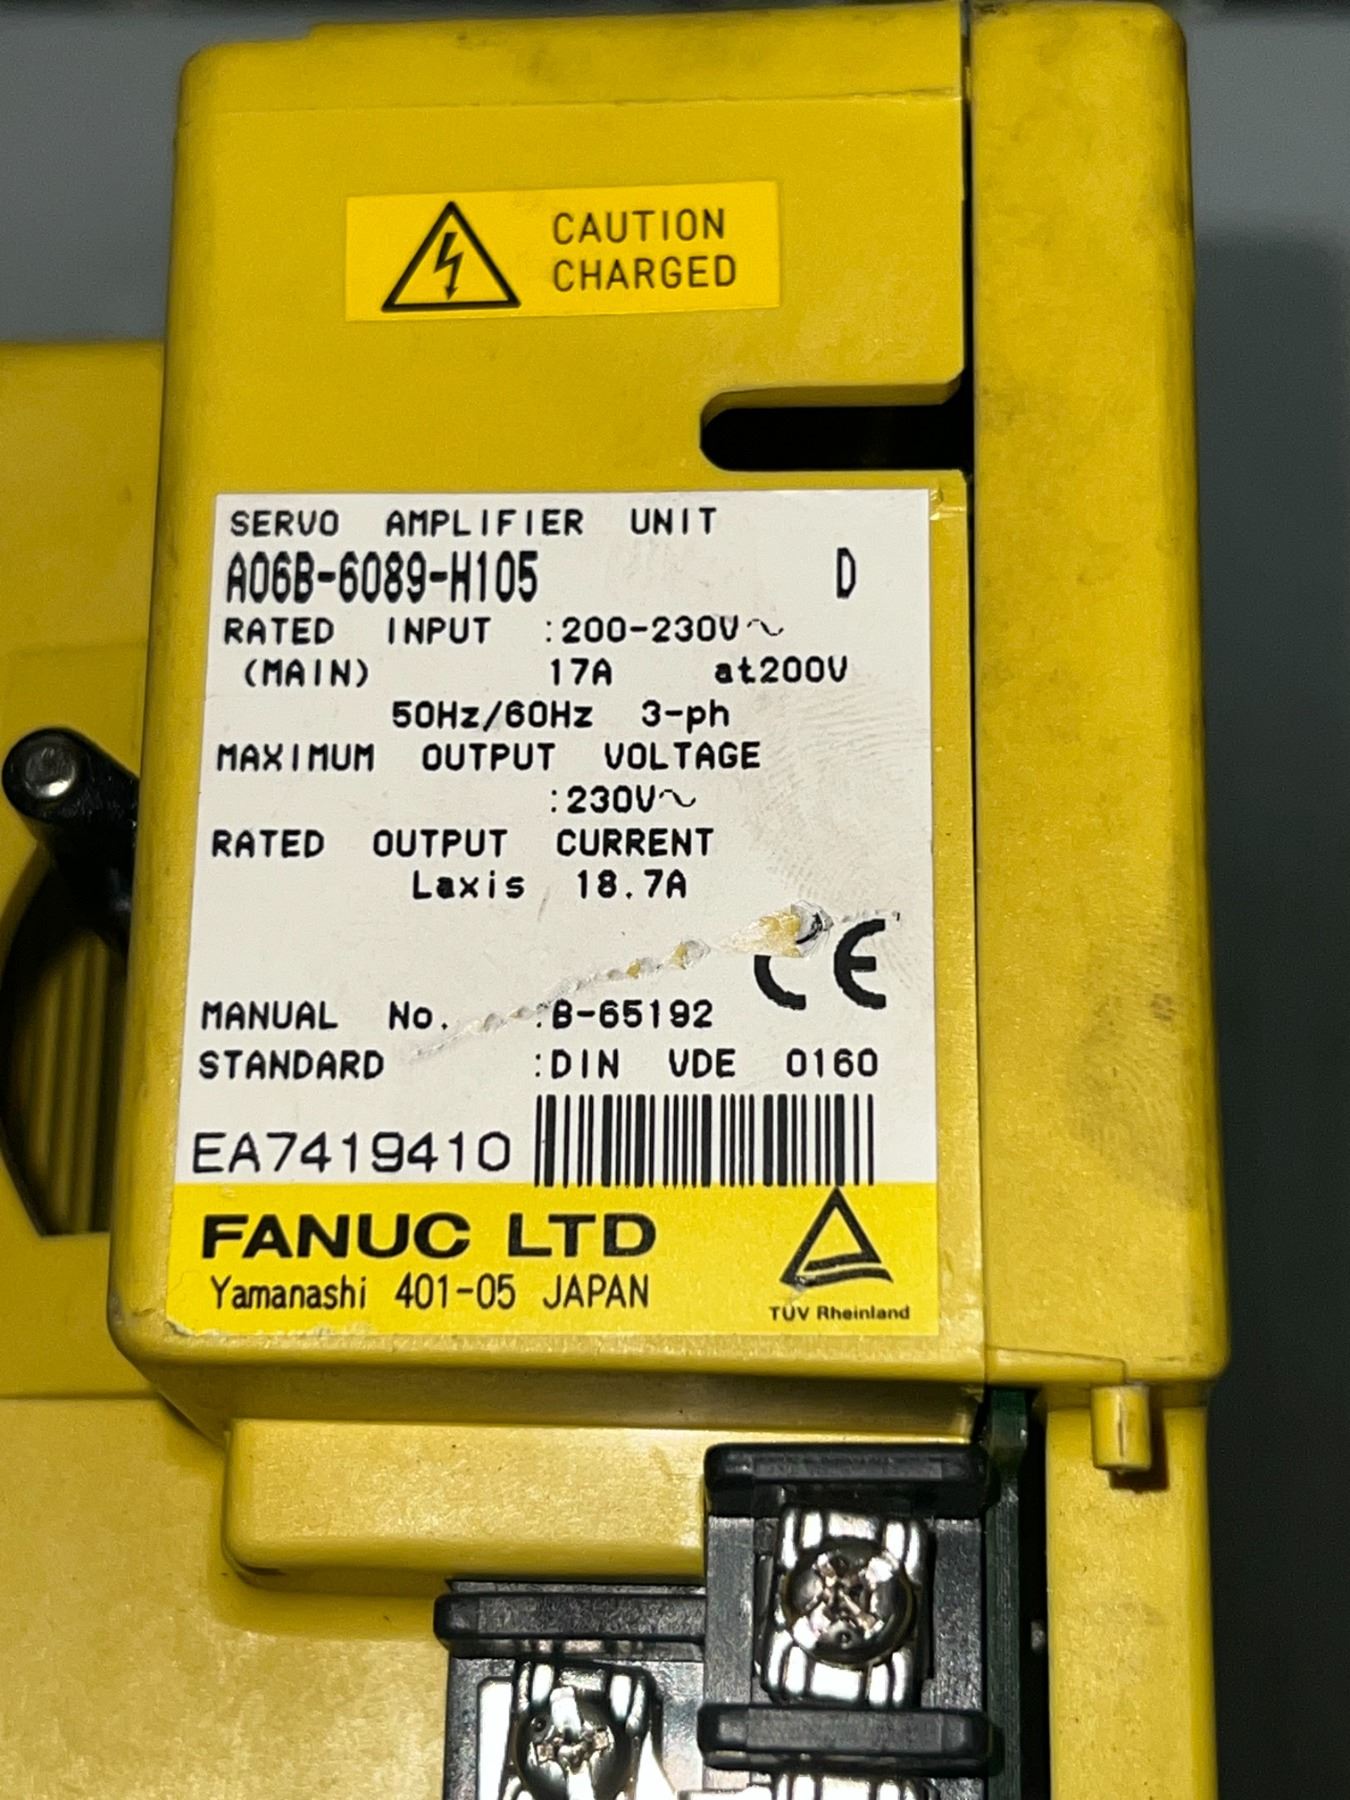 CAUTION
CHARGED
SERVO AMPLIFIER UNIT
A06B-6089-H105 D
RATED INPUT :200-230V～
(MAIN) 17A at200V
50Hz/60Hz 3-ph
MAXIMUM OUTPUT VOLTAGE
:230V～
RATED OUTPUT CURRENT
Laxis 18.7A
CE
MANUAL No. :B-65192
STANDARD :DIN VDE 0160
EA7419410
FANUC LTD
Yamanashi 401-05 JAPAN
TÜV Rheinland